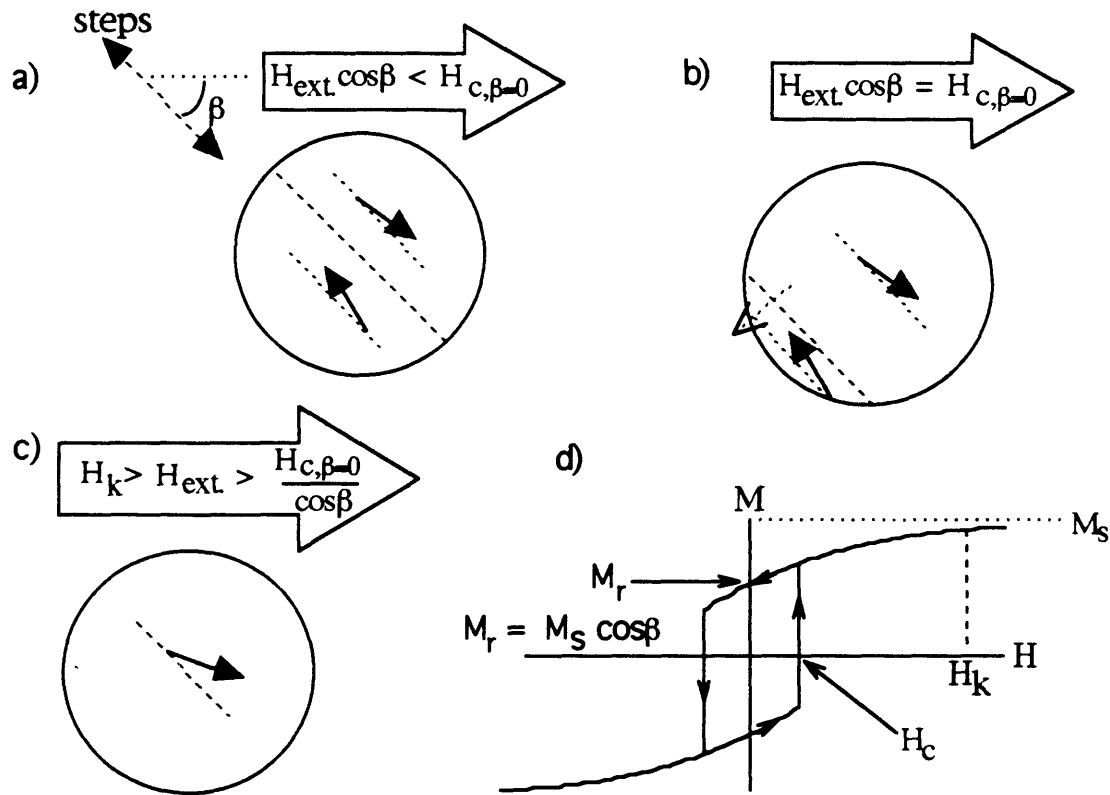 steps
a)
β
H_ext. cosβ < H_c,β=0
b)
H_ext. cosβ = H_c,β=0
c)
H_k > H_ext. > H_c,β=0 / cosβ
d)
M
M_s
M_r
M_r = M_S cosβ
H_k
H
H_c